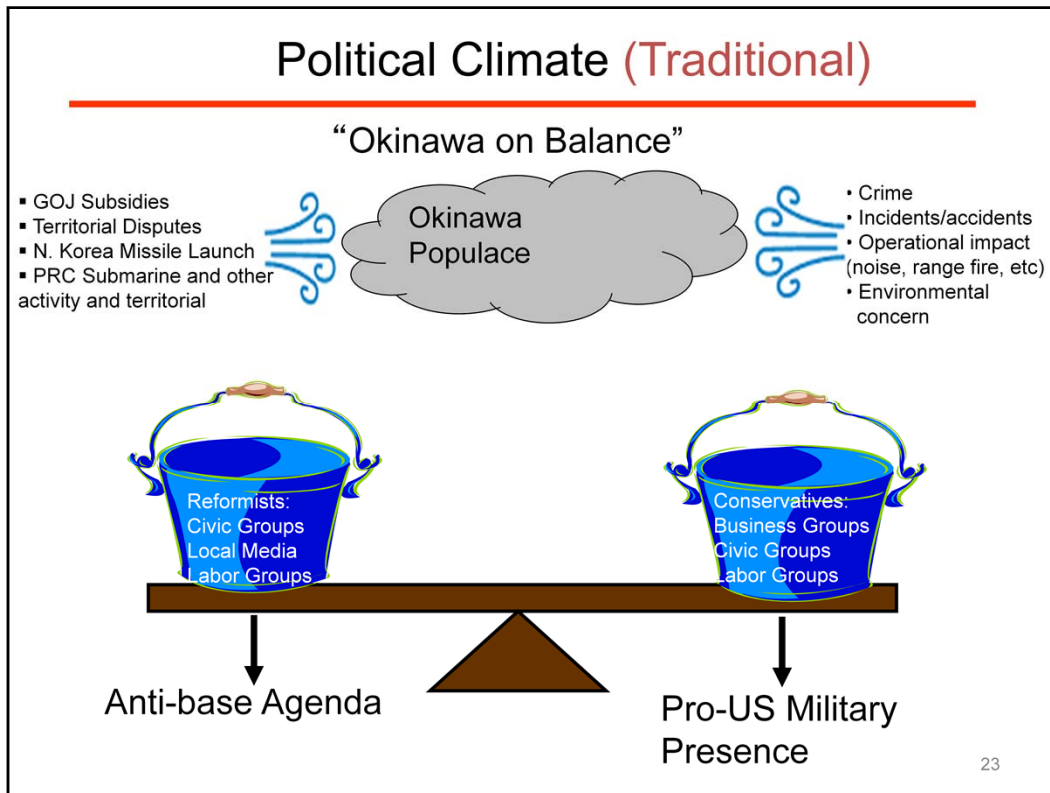 Political Climate (Traditional)
“Okinawa on Balance”
▪ GOJ Subsidies
▪ Territorial Disputes
▪ N. Korea Missile Launch
▪ PRC Submarine and other
activity and territorial
Okinawa
Populace
• Crime
• Incidents/accidents
• Operational impact
(noise, range fire, etc)
• Environmental
concern
Reformists:
Civic Groups
Local Media
Labor Groups
Conservatives:
Business Groups
Civic Groups
Labor Groups
Anti-base Agenda
Pro-US Military
Presence
23